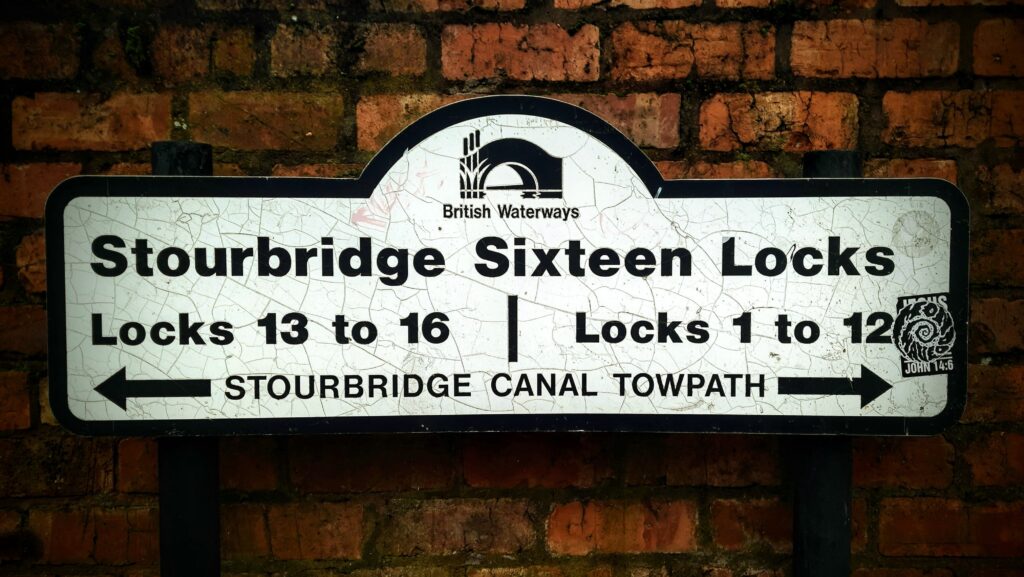 British Waterways
Stourbridge Sixteen Locks
Locks 13 to 16 | Locks 1 to 12
STOURBRIDGE CANAL TOWPATH
JOHN 14:6